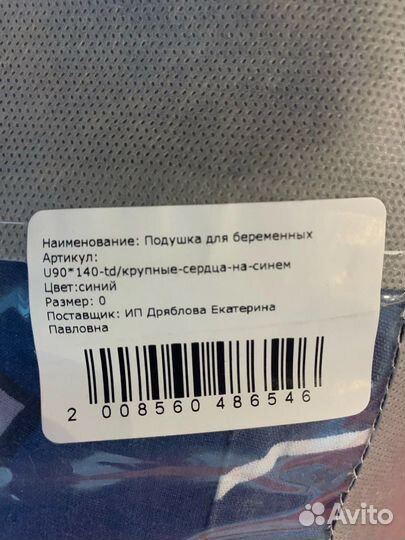 Наименование: Подушка для беременных
Артикул:
U90*140-td/крупные-сердца-на-синем
Цвет:синий
Размер: 0
Поставщик: ИП Дряблова Екатерина
Павловна
2 008560 486546
Avito